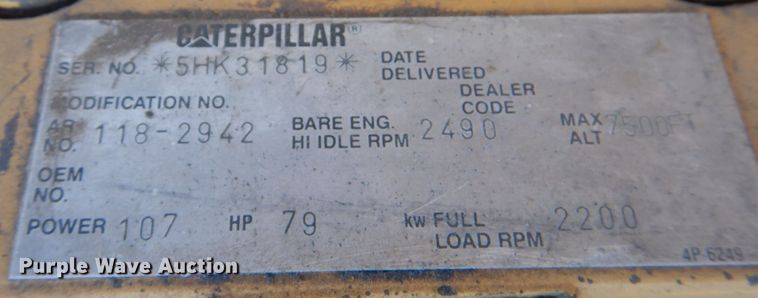 CATERPILLAR®
SER. NO. *5HK31819* DATE DELIVERED
MODIFICATION NO. DEALER CODE
AR NO. 118-2942 BARE ENG. HI IDLE RPM 2490 MAX ALT 7500FT
OEM NO.
POWER 107 HP 79 kw FULL LOAD RPM 2200
4P-6249
Purple Wave Auction